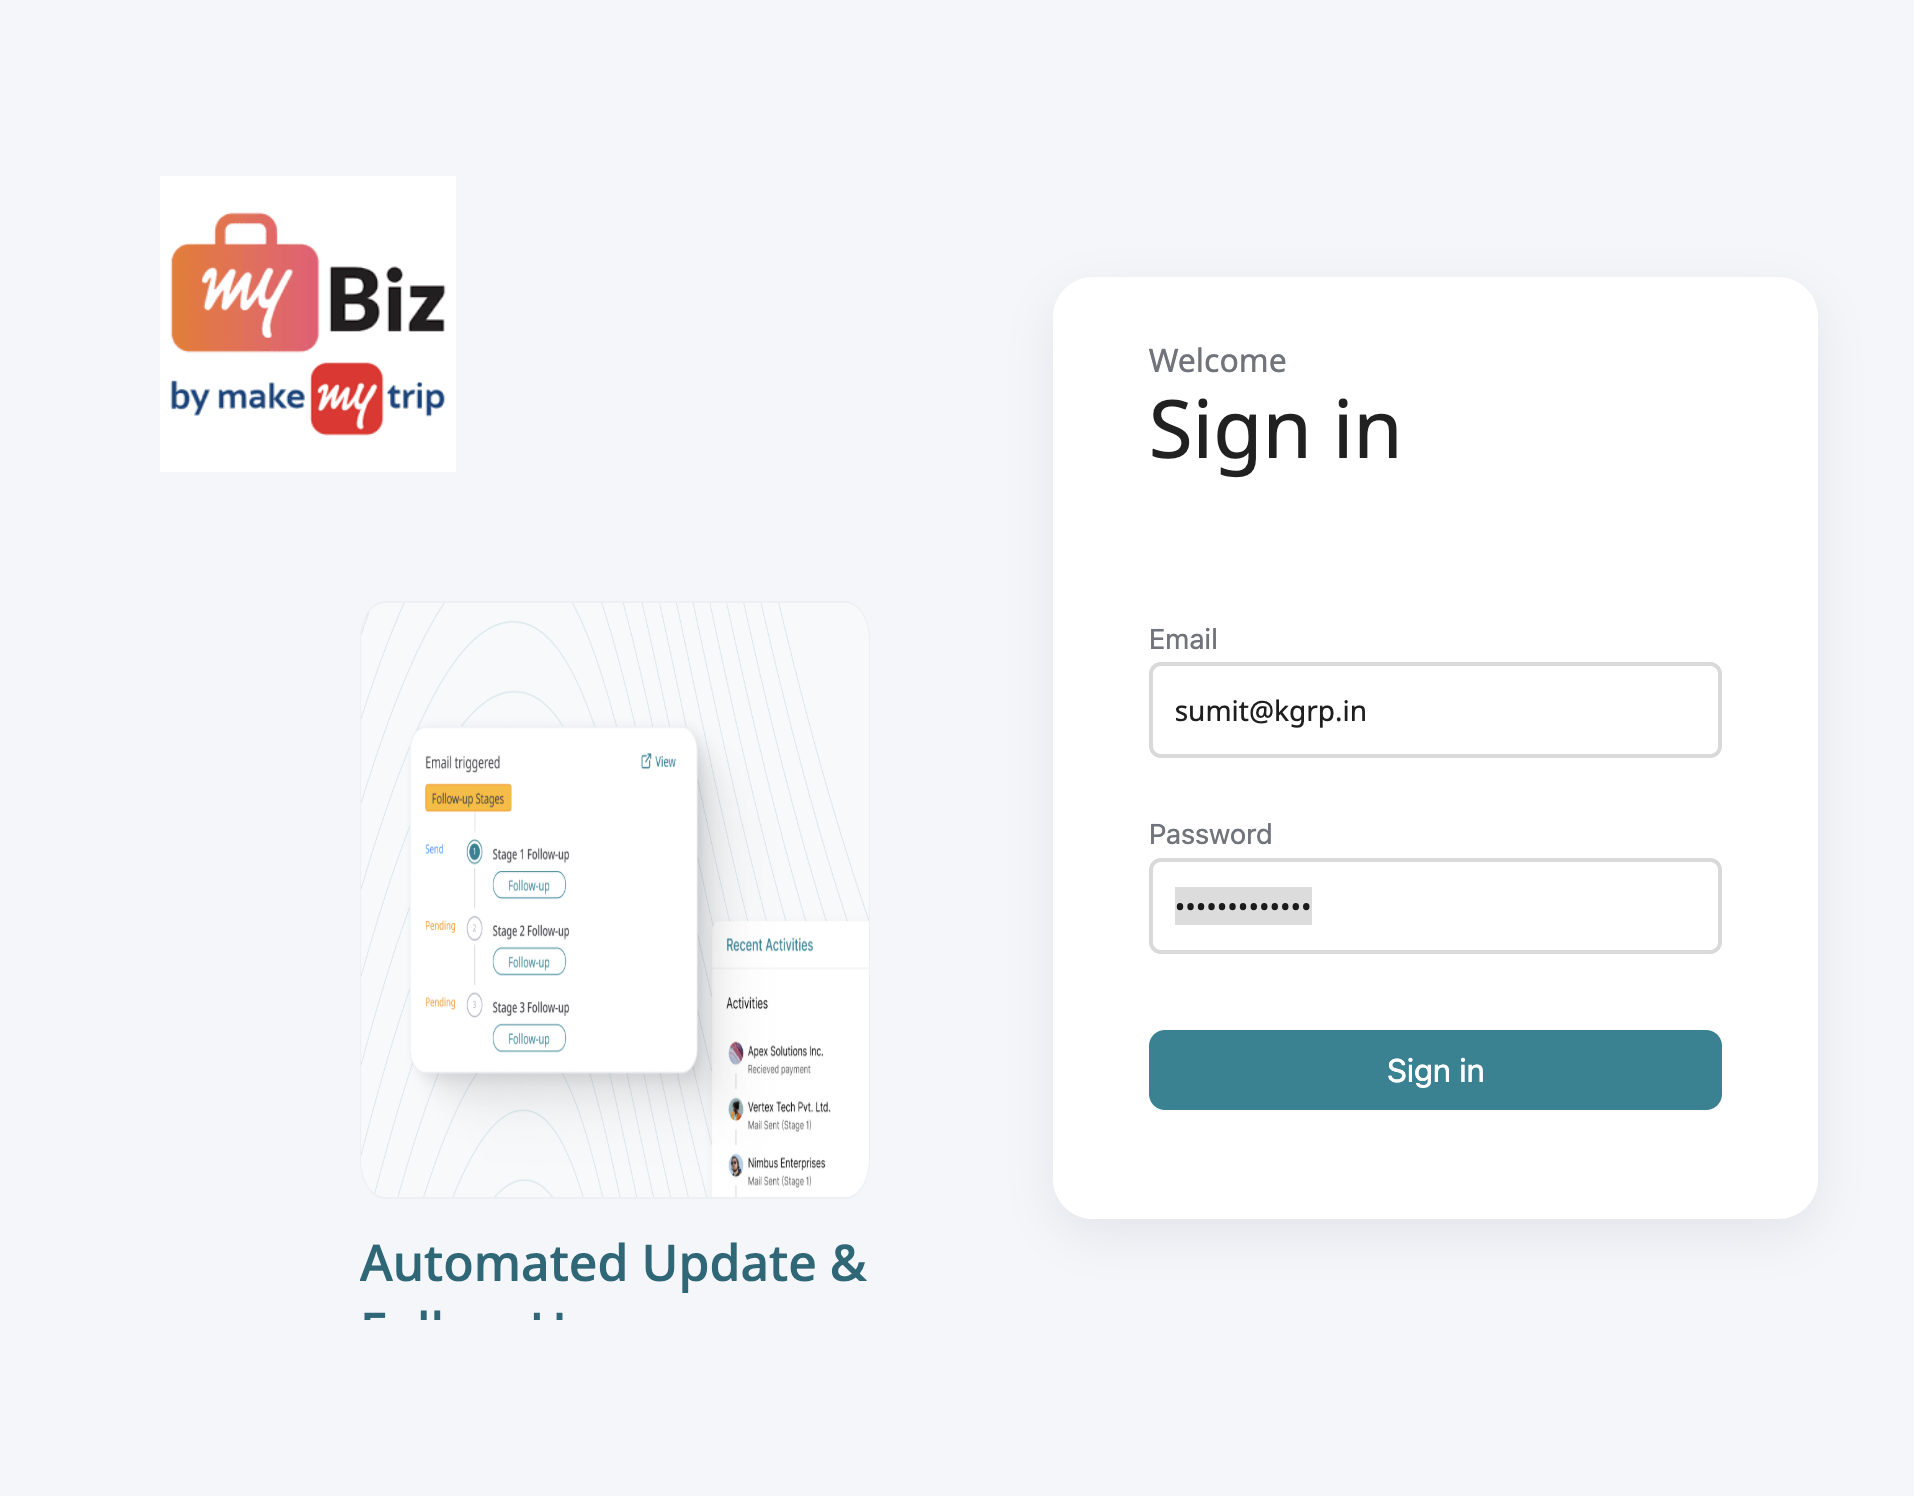 my Biz
by make my trip
Email triggered
View
Follow-up Stages
Send
1
Stage 1 Follow-up
Follow-up
Pending
2
Stage 2 Follow-up
Follow-up
Pending
3
Stage 3 Follow-up
Follow-up
Recent Activities
Activities
Apex Solutions Inc.
Recieved payment
Vertex Tech Pvt. Ltd.
Mail Sent (Stage 1)
Nimbus Enterprises
Mail Sent (Stage 1)
Automated Update &
Welcome
Sign in
Email
sumit@kgrp.in
Password
•••••••••••••
Sign in